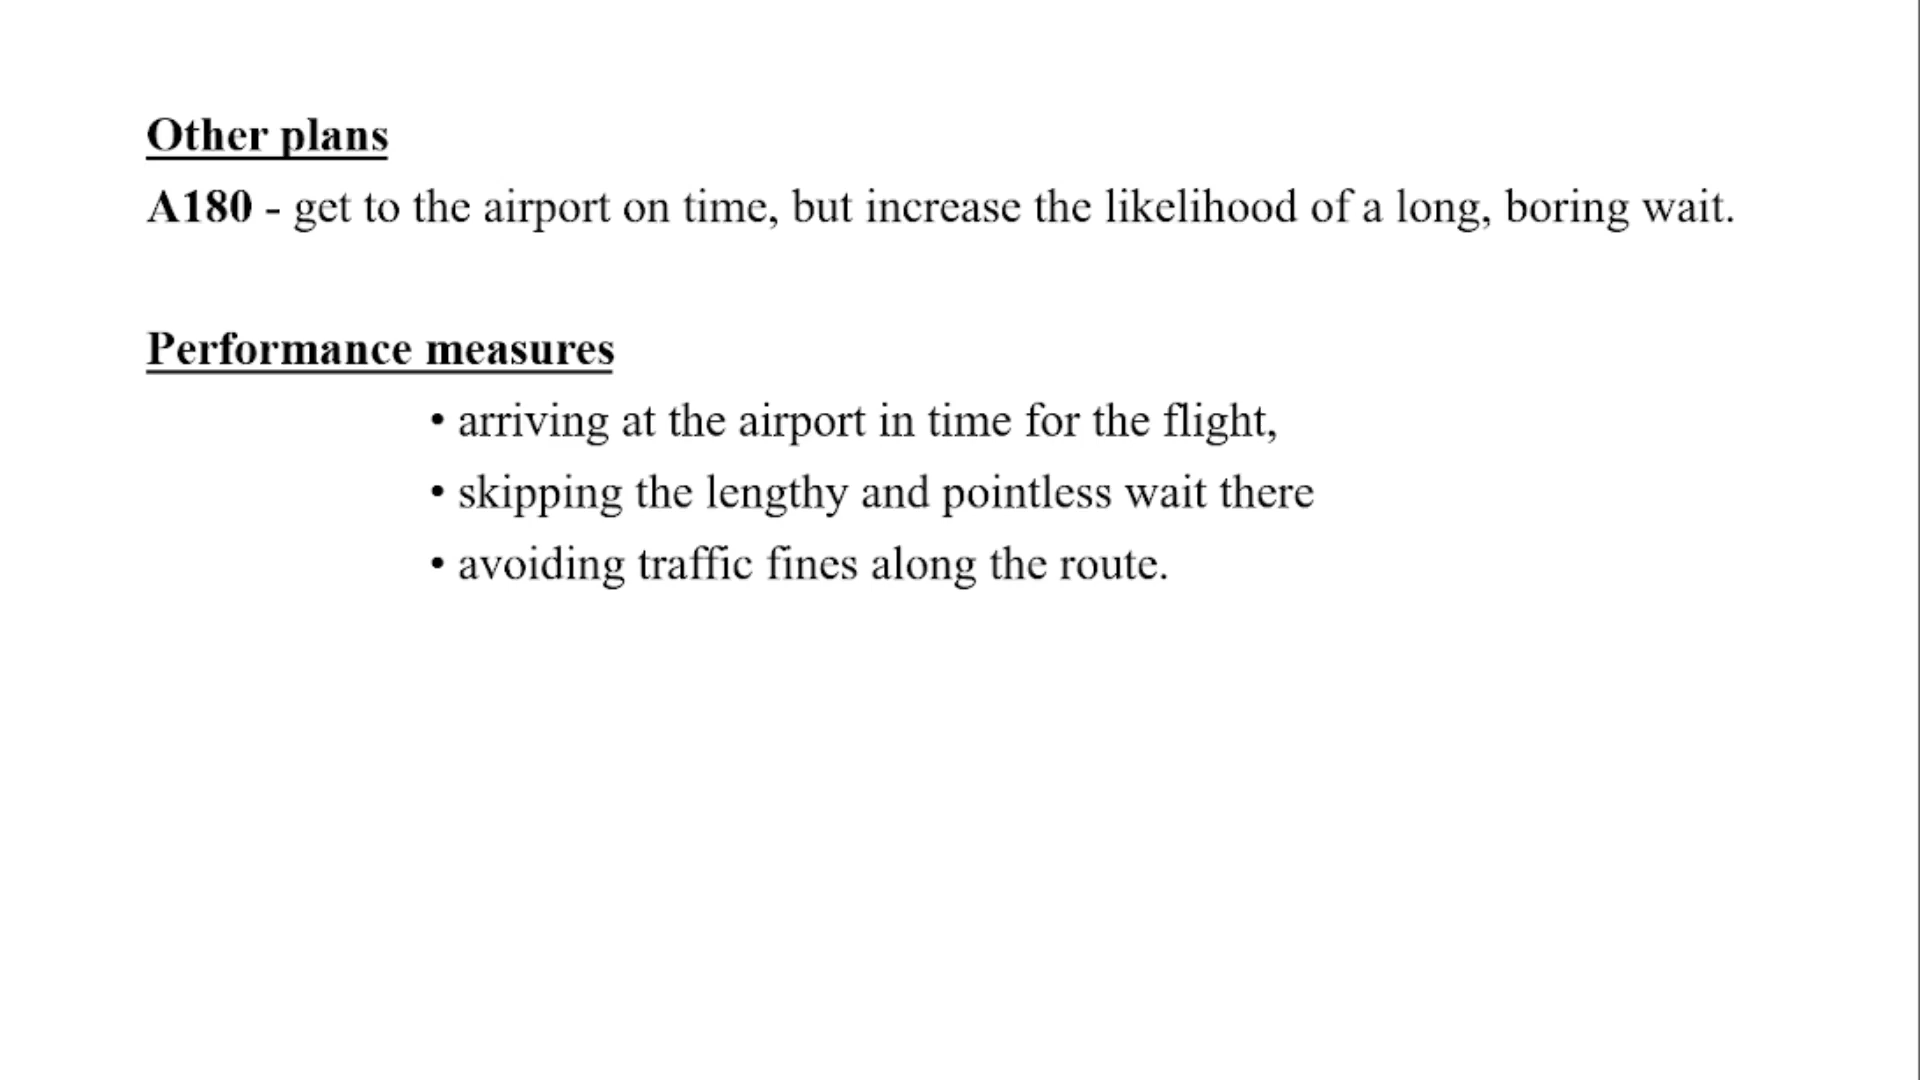 Other plans
A180 - get to the airport on time, but increase the likelihood of a long, boring wait.
Performance measures
• arriving at the airport in time for the flight,
• skipping the lengthy and pointless wait there
• avoiding traffic fines along the route.